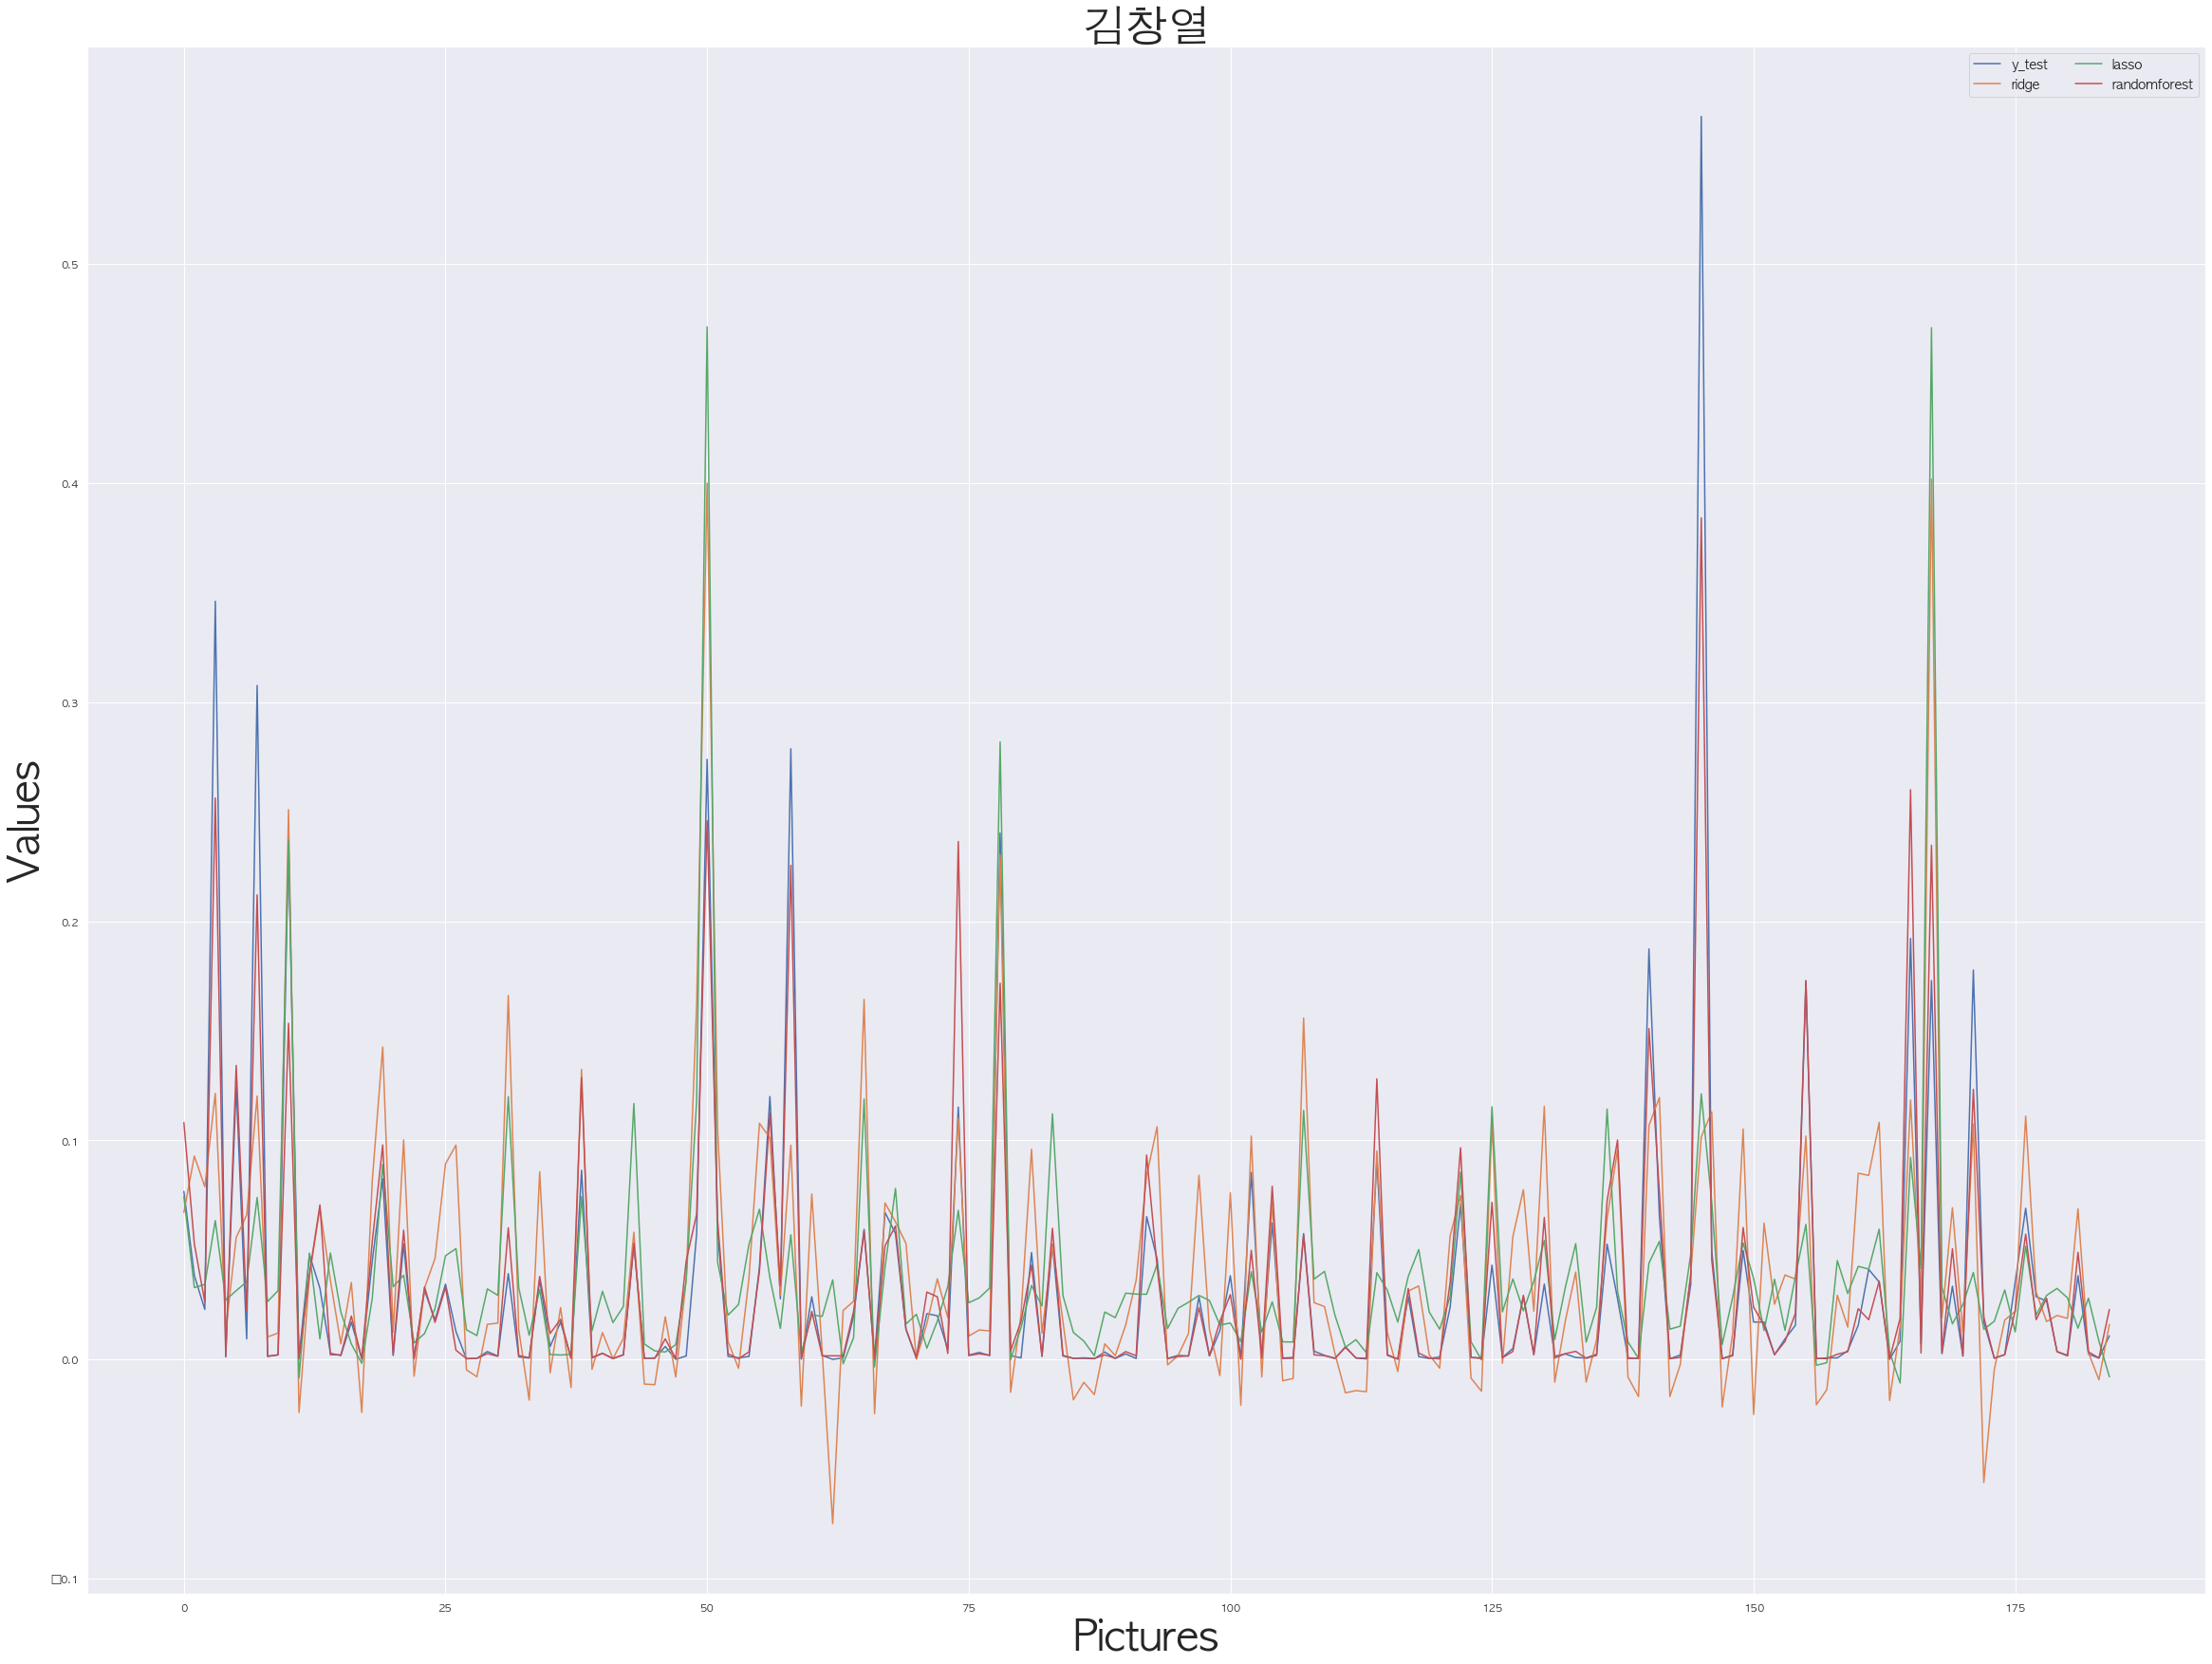 김창열
y_test
ridge
lasso
randomforest
Values
0.5
0.4
0.3
0.2
0.1
0.0
□0.1
0 25 50 75 100 125 150 175
Pictures